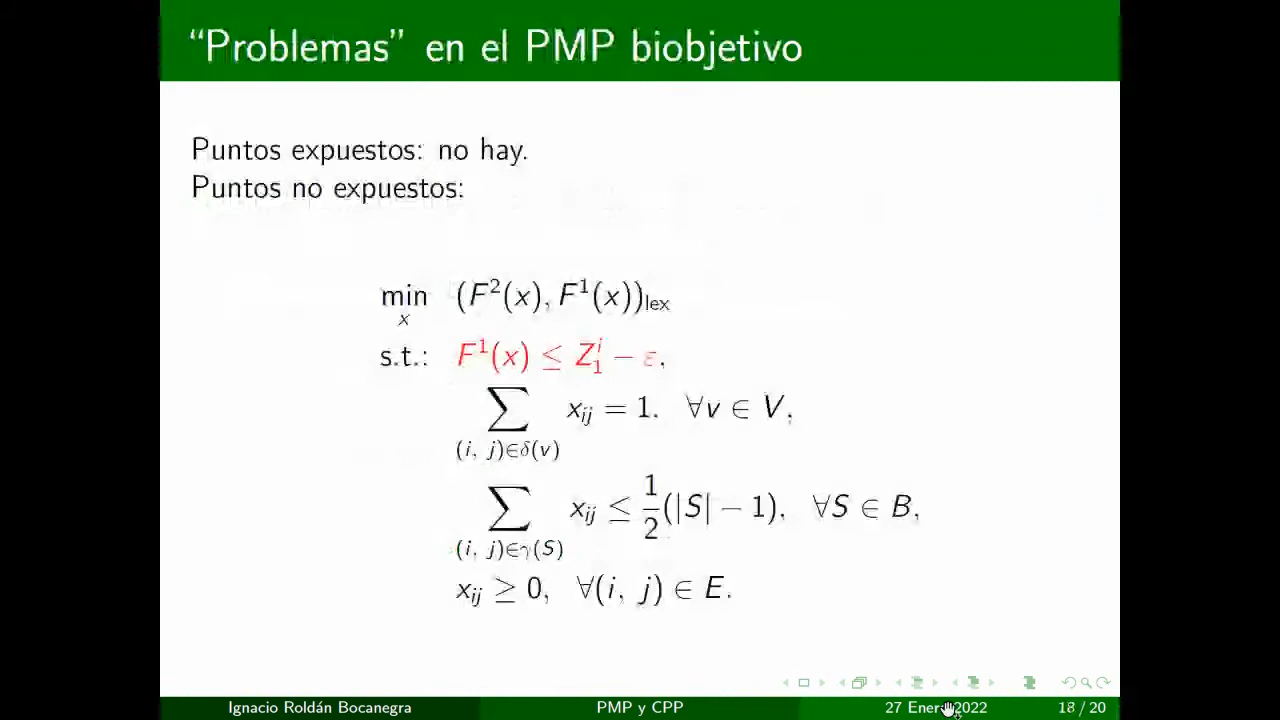 “Problemas” en el PMP biobjetivo
Puntos expuestos: no hay.
Puntos no expuestos:
min (F²(x), F¹(x))lex
x
s.t.: F¹(x) ≤ Z₁ⁱ − ε,
∑ xij = 1. ∀v ∈ V,
(i, j)∈δ(v)
∑ xij ≤ 1/2 (|S| − 1), ∀S ∈ B,
(i, j)∈γ(S)
xij ≥ 0, ∀(i, j) ∈ E.
Ignacio Roldán Bocanegra PMP y CPP 27 Enero 2022 18 / 20